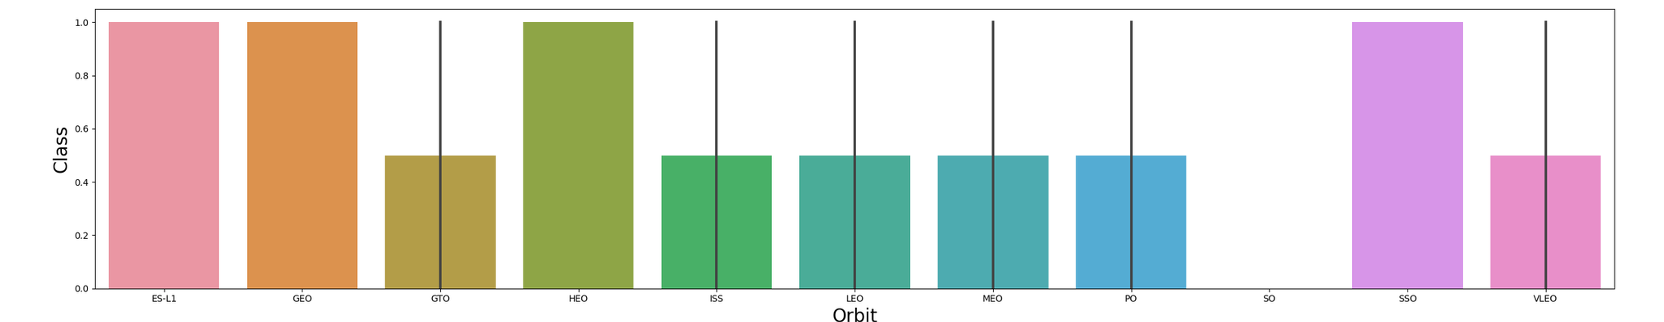 1.0
0.8
0.6
0.4
0.2
0.0
Class
ES-L1 GEO GTO HEO ISS LEO MEO PO SO SSO VLEO
Orbit